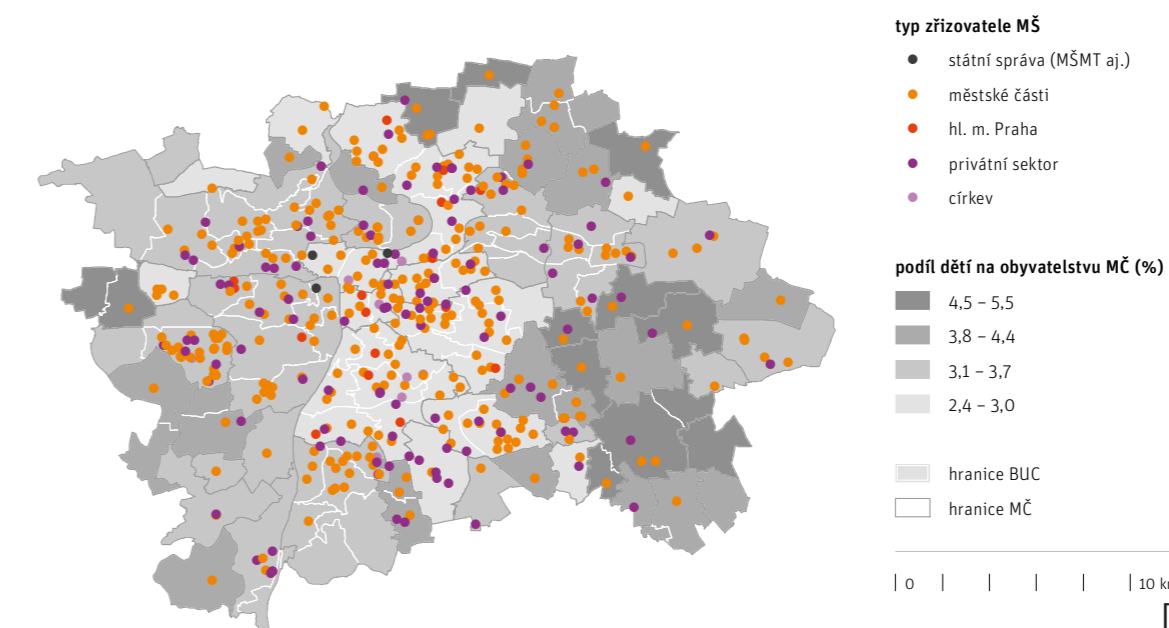 typ zřizovatele MŠ
státní správa (MŠMT aj.)
městské části
hl. m. Praha
privátní sektor
církev
podíl dětí na obyvatelstvu MČ (%)
4,5 – 5,5
3,8 – 4,4
3,1 – 3,7
2,4 – 3,0
hranice BUC
hranice MČ
0 10 km